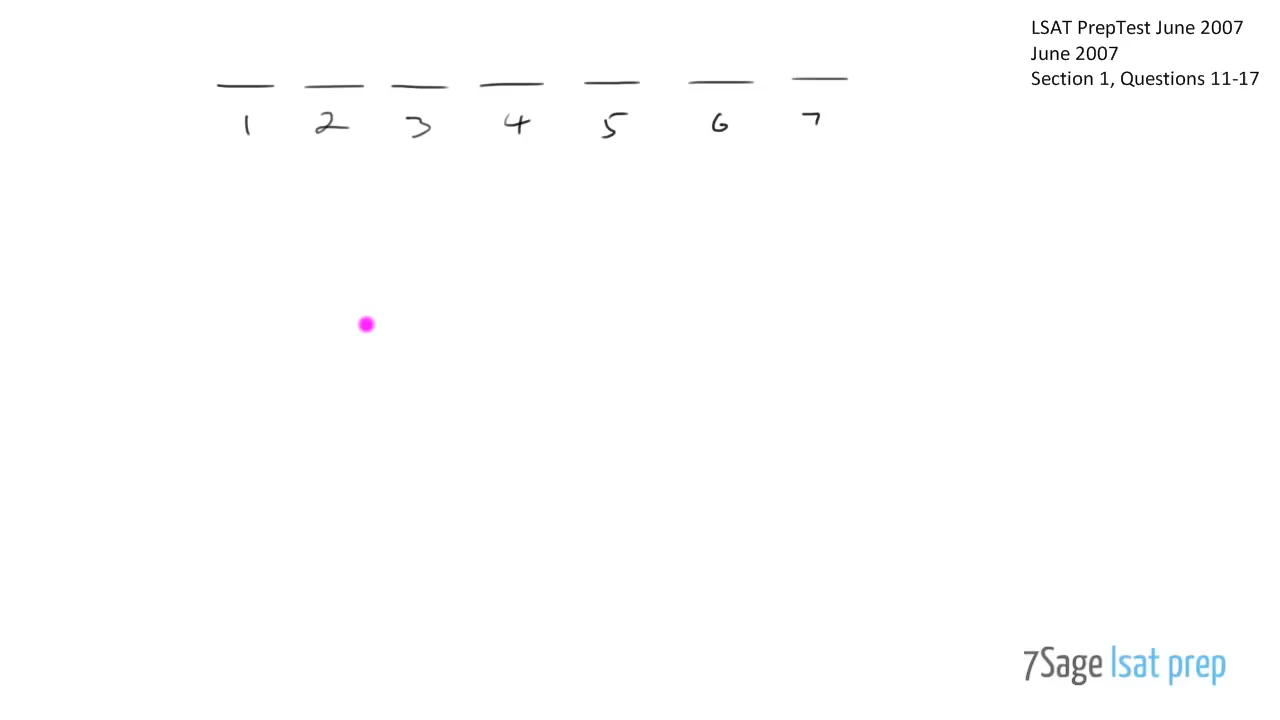 LSAT PrepTest June 2007
June 2007
Section 1, Questions 11-17
1 2 3 4 5 6 7
7Sage lsat prep